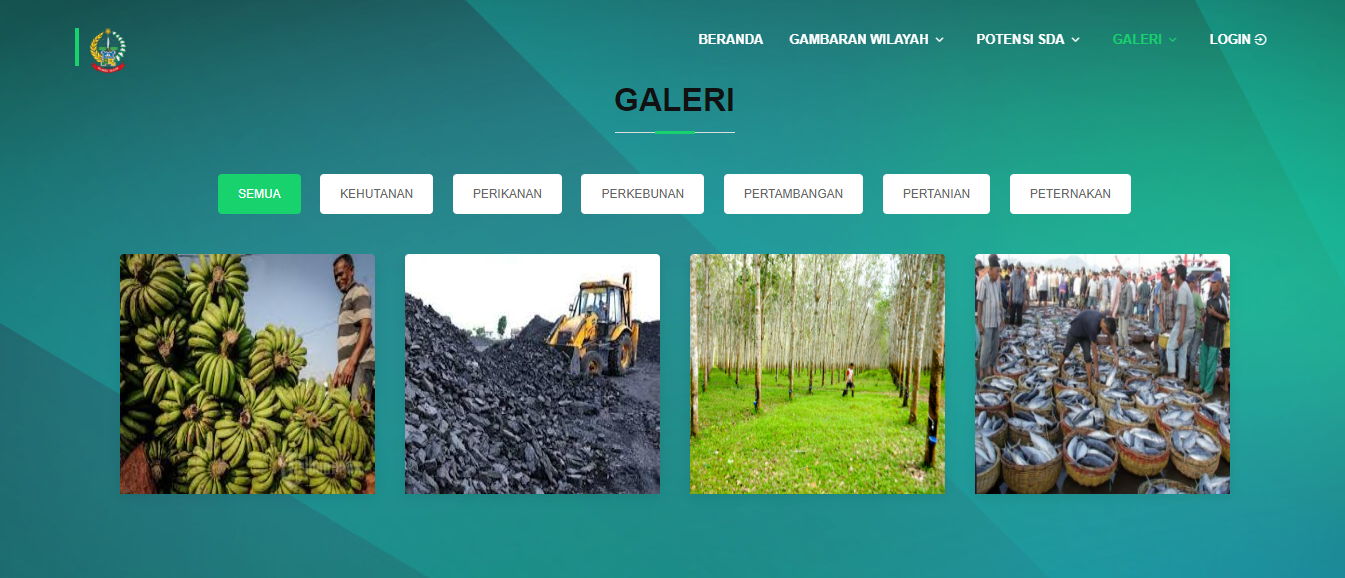 BERANDA GAMBARAN WILAYAH POTENSI SDA GALERI LOGIN
GALERI
SEMUA KEHUTANAN PERIKANAN PERKEBUNAN PERTAMBANGAN PERTANIAN PETERNAKAN